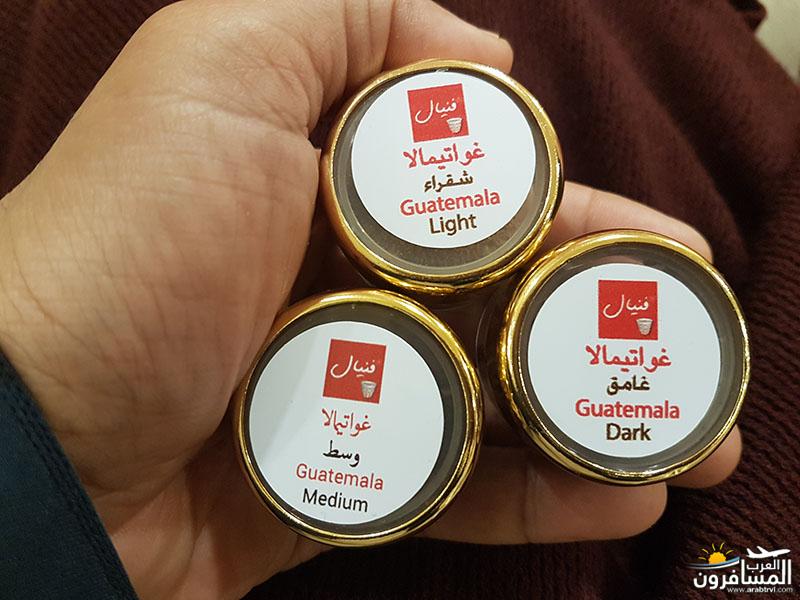 فنيال
غواتيمالا
شقراء
Guatemala
Light
فنيال
غواتيمالا
وسط
Guatemala
Medium
فنيال
غواتيمالا
غامق
Guatemala
Dark
العرب
المسافرون
www.arabtrvl.com